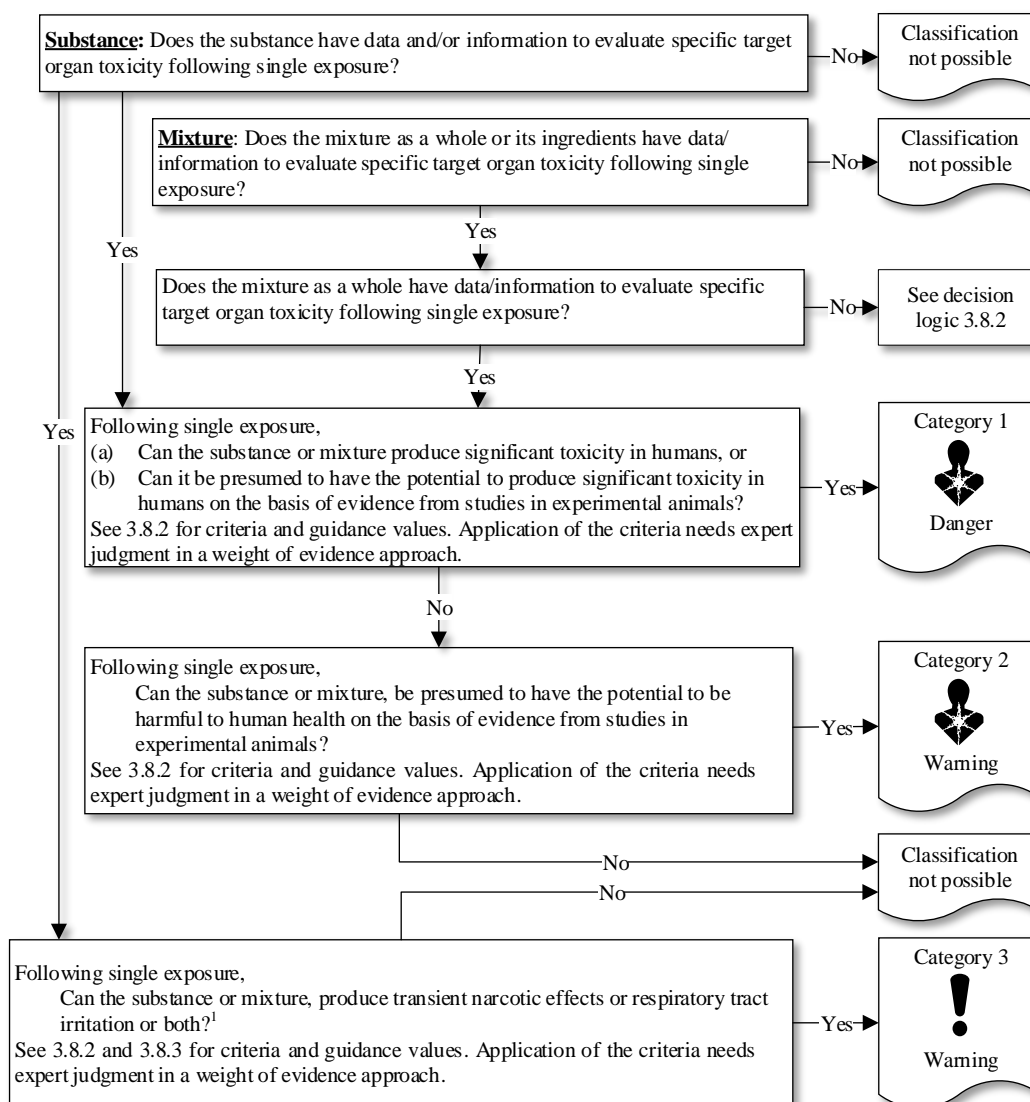 Substance: Does the substance have data and/or information to evaluate specific target
organ toxicity following single exposure?
No
Classification
not possible
Mixture: Does the mixture as a whole or its ingredients have data/
information to evaluate specific target organ toxicity following single
exposure?
No
Classification
not possible
Yes
Yes
Does the mixture as a whole have data/information to evaluate specific
target organ toxicity following single exposure?
No
See decision
logic 3.8.2
Yes
Yes
Following single exposure,
(a) Can the substance or mixture produce significant toxicity in humans, or
(b) Can it be presumed to have the potential to produce significant toxicity in
humans on the basis of evidence from studies in experimental animals?
See 3.8.2 for criteria and guidance values. Application of the criteria needs expert
judgment in a weight of evidence approach.
Yes
Category 1
Danger
No
Following single exposure,
Can the substance or mixture, be presumed to have the potential to be
harmful to human health on the basis of evidence from studies in
experimental animals?
See 3.8.2 for criteria and guidance values. Application of the criteria needs
expert judgment in a weight of evidence approach.
Yes
Category 2
Warning
No
No
Classification
not possible
Following single exposure,
Can the substance or mixture, produce transient narcotic effects or respiratory tract
irritation or both?1
See 3.8.2 and 3.8.3 for criteria and guidance values. Application of the criteria needs
expert judgment in a weight of evidence approach.
Yes
Category 3
Warning